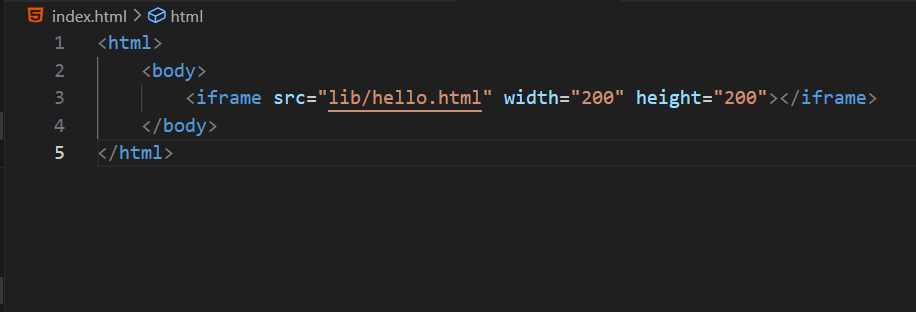 index.html > html
1 <html>
2     <body>
3         <iframe src="lib/hello.html" width="200" height="200"></iframe>
4     </body>
5 </html>